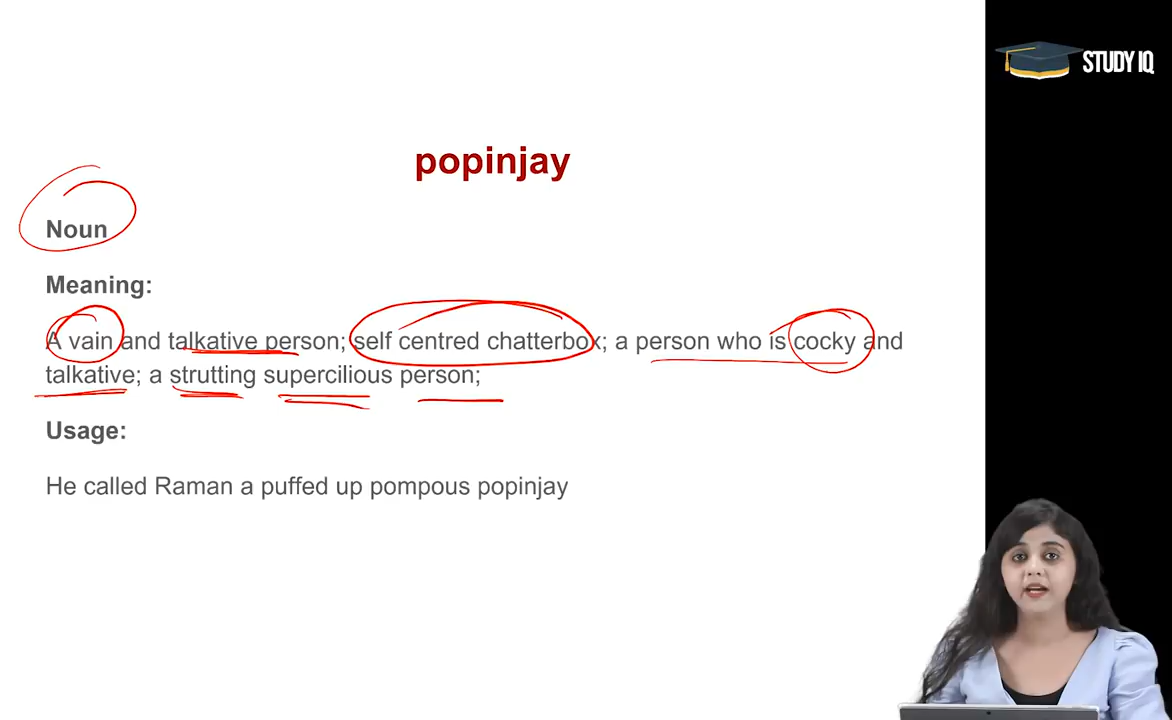 STUDY IQ
popinjay
Noun
Meaning:
A vain and talkative person; self centred chatterbox; a person who is cocky and
talkative; a strutting supercilious person;
Usage:
He called Raman a puffed up pompous popinjay